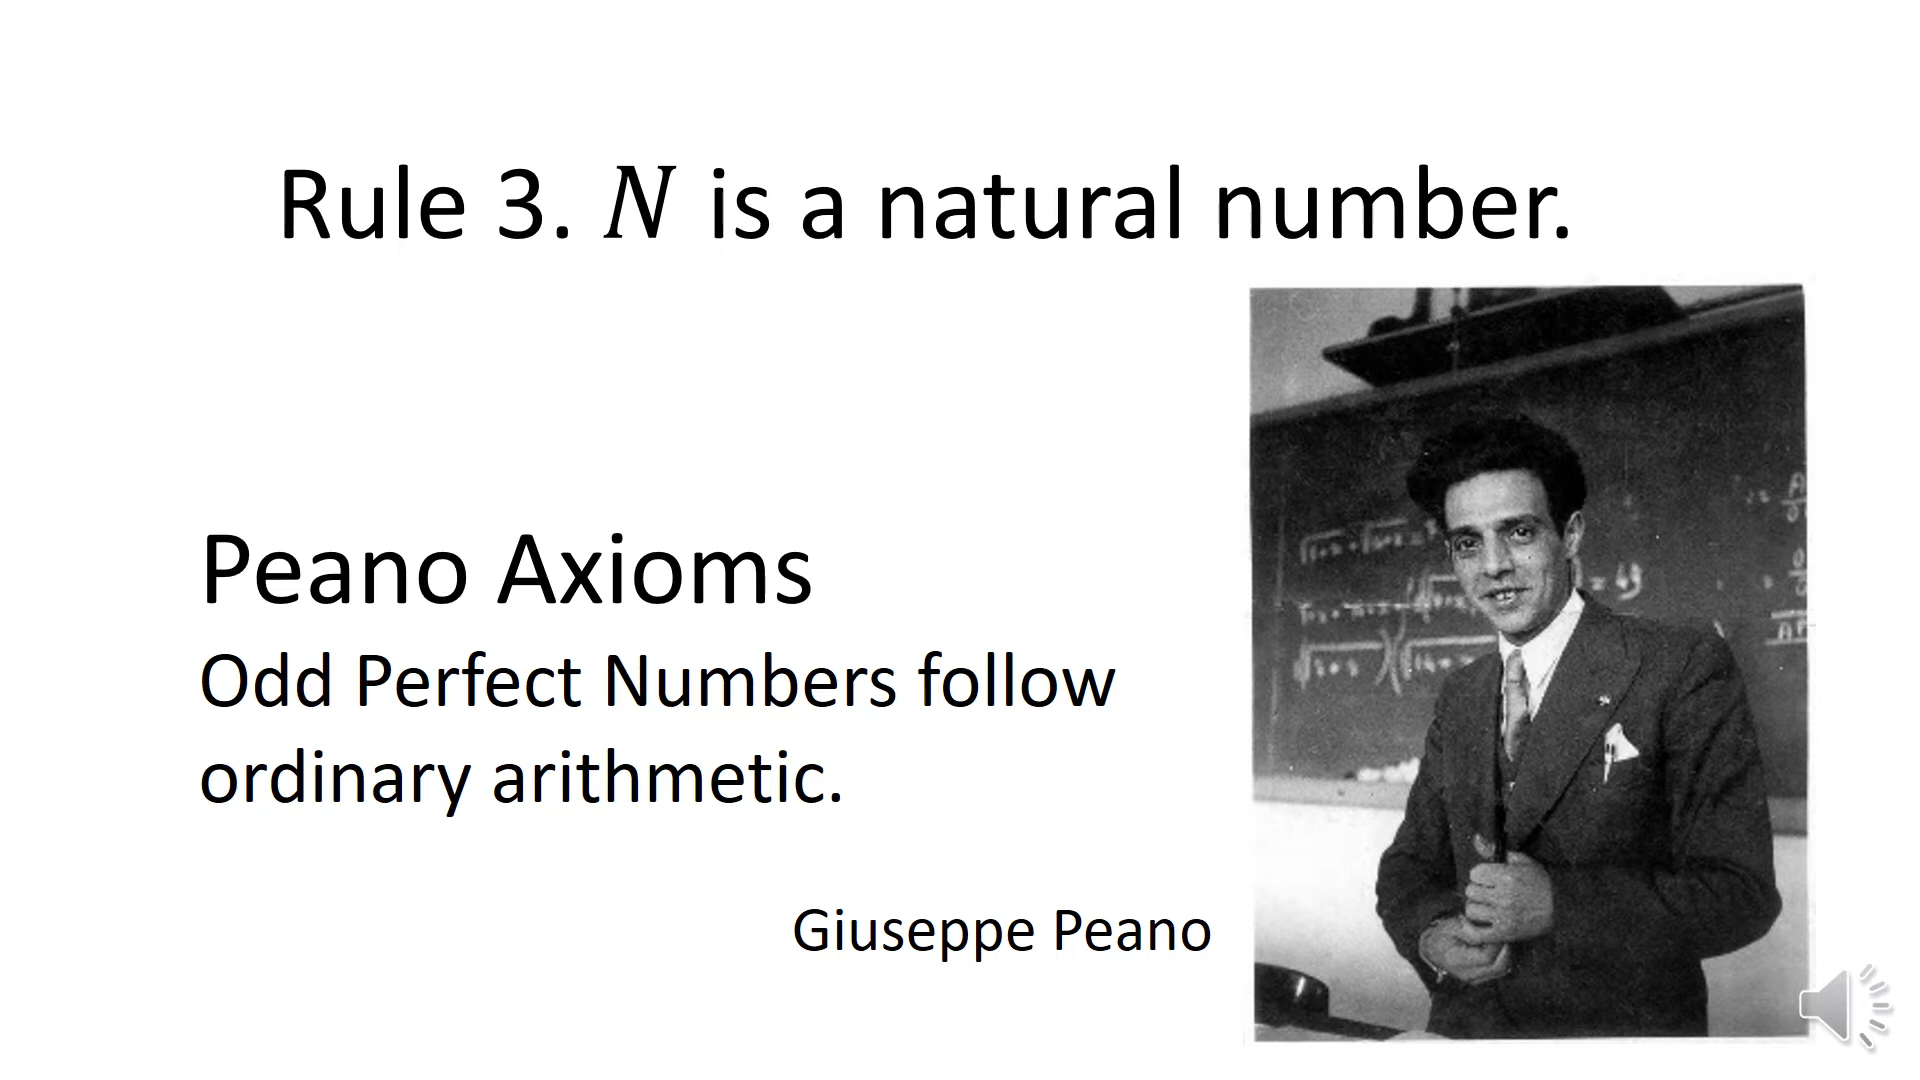 Rule 3. N is a natural number.
Peano Axioms
Odd Perfect Numbers follow
ordinary arithmetic.
Giuseppe Peano